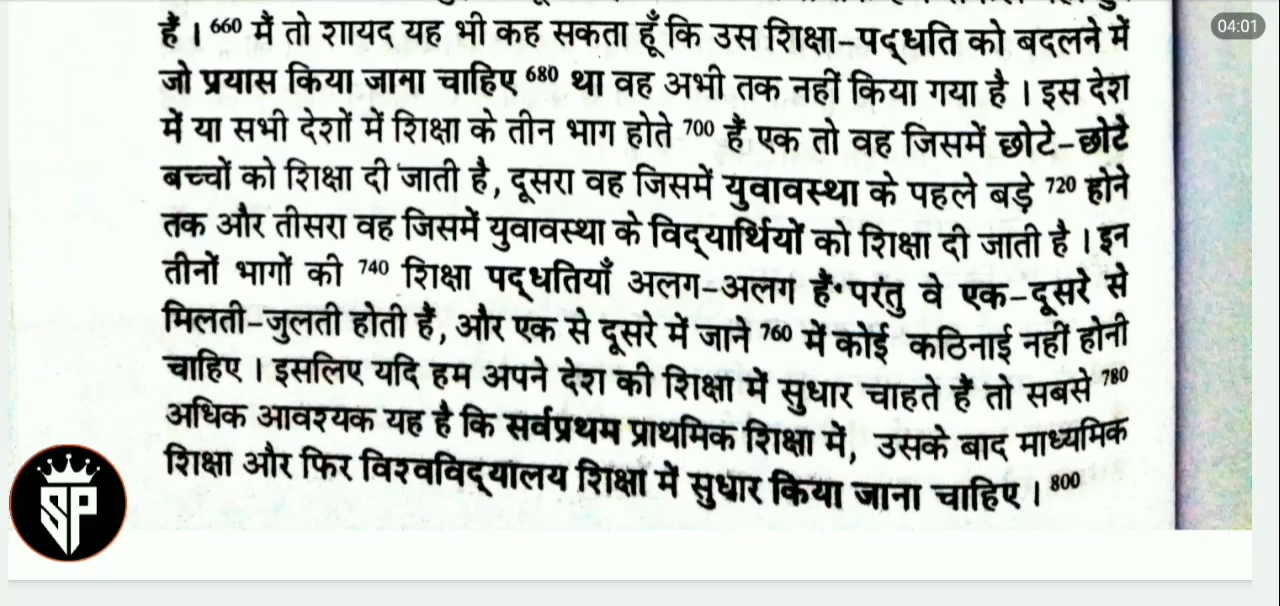 04:01
हैं । 660 मैं तो शायद यह भी कह सकता हूँ कि उस शिक्षा-पद्धति को बदलने में
जो प्रयास किया जाना चाहिए 680 था वह अभी तक नहीं किया गया है । इस देश
में या सभी देशों में शिक्षा के तीन भाग होते 700 हैं एक तो वह जिसमें छोटे-छोटे
बच्चों को शिक्षा दी जाती है, दूसरा वह जिसमें युवावस्था के पहले बड़े 720 होने
तक और तीसरा वह जिसमें युवावस्था के विद्यार्थियों को शिक्षा दी जाती है । इन
तीनों भागों की 740 शिक्षा पद्धतियाँ अलग-अलग हैं परंतु वे एक-दूसरे से
मिलती-जुलती होती हैं, और एक से दूसरे में जाने 760 में कोई कठिनाई नहीं होनी
चाहिए । इसलिए यदि हम अपने देश की शिक्षा में सुधार चाहते हैं तो सबसे 780
अधिक आवश्यक यह है कि सर्वप्रथम प्राथमिक शिक्षा में, उसके बाद माध्यमिक
शिक्षा और फिर विश्वविद्यालय शिक्षा में सुधार किया जाना चाहिए । 800
SP